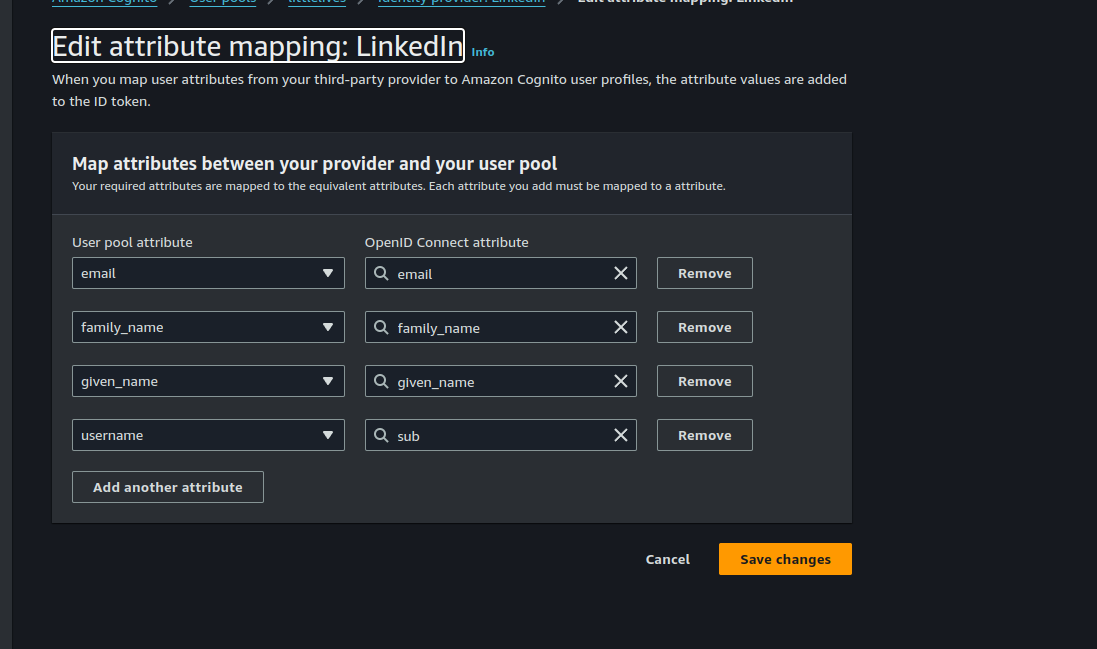 Amazon Cognito > User pools > littlelives > Identity provider: LinkedIn > Edit attribute mapping: LinkedIn
Edit attribute mapping: LinkedIn Info
When you map user attributes from your third-party provider to Amazon Cognito user profiles, the attribute values are added
to the ID token.
Map attributes between your provider and your user pool
Your required attributes are mapped to the equivalent attributes. Each attribute you add must be mapped to a attribute.
User pool attribute OpenID Connect attribute
email email Remove
family_name family_name Remove
given_name given_name Remove
username sub Remove
Add another attribute
Cancel Save changes